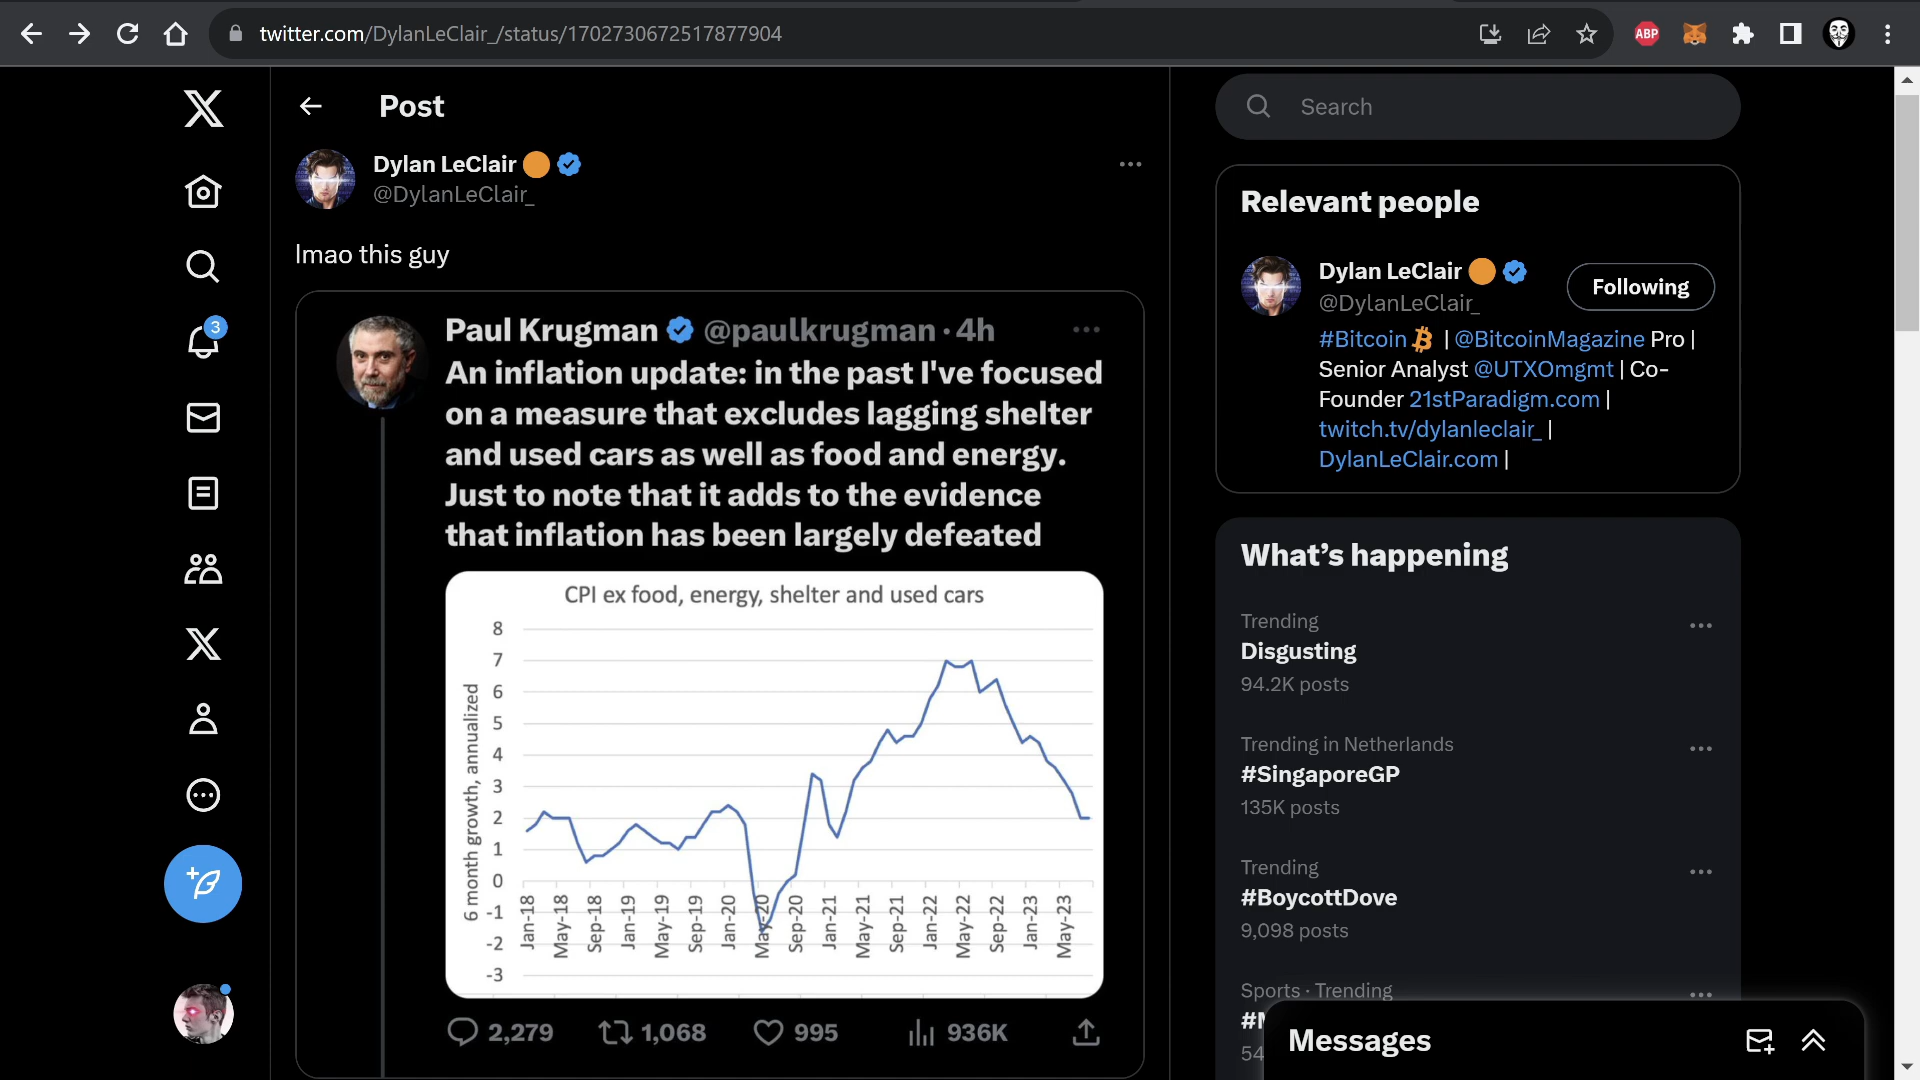 twitter.com/DylanLeClair_/status/1702730672517877904
ABP
Post
Dylan LeClair
@DylanLeClair_
lmao this guy
3
Paul Krugman @paulkrugman · 4h
An inflation update: in the past I've focused
on a measure that excludes lagging shelter
and used cars as well as food and energy.
Just to note that it adds to the evidence
that inflation has been largely defeated
CPI ex food, energy, shelter and used cars
6 month growth, annualized
8
7
6
5
4
3
2
1
0
-1
-2
-3
Jan-18
May-18
Sep-18
Jan-19
May-19
Sep-19
Jan-20
May-20
Sep-20
Jan-21
May-21
Sep-21
Jan-22
May-22
Sep-22
Jan-23
May-23
2,279 1,068 995 936K
Search
Relevant people
Dylan LeClair
@DylanLeClair_
Following
#Bitcoin | @BitcoinMagazine Pro |
Senior Analyst @UTXOmgmt | Co-
Founder 21stParadigm.com |
twitch.tv/dylanleclair_ |
DylanLeClair.com |
What's happening
Trending
Disgusting
94.2K posts
Trending in Netherlands
#SingaporeGP
135K posts
Trending
#BoycottDove
9,098 posts
Sports · Trending
Messages